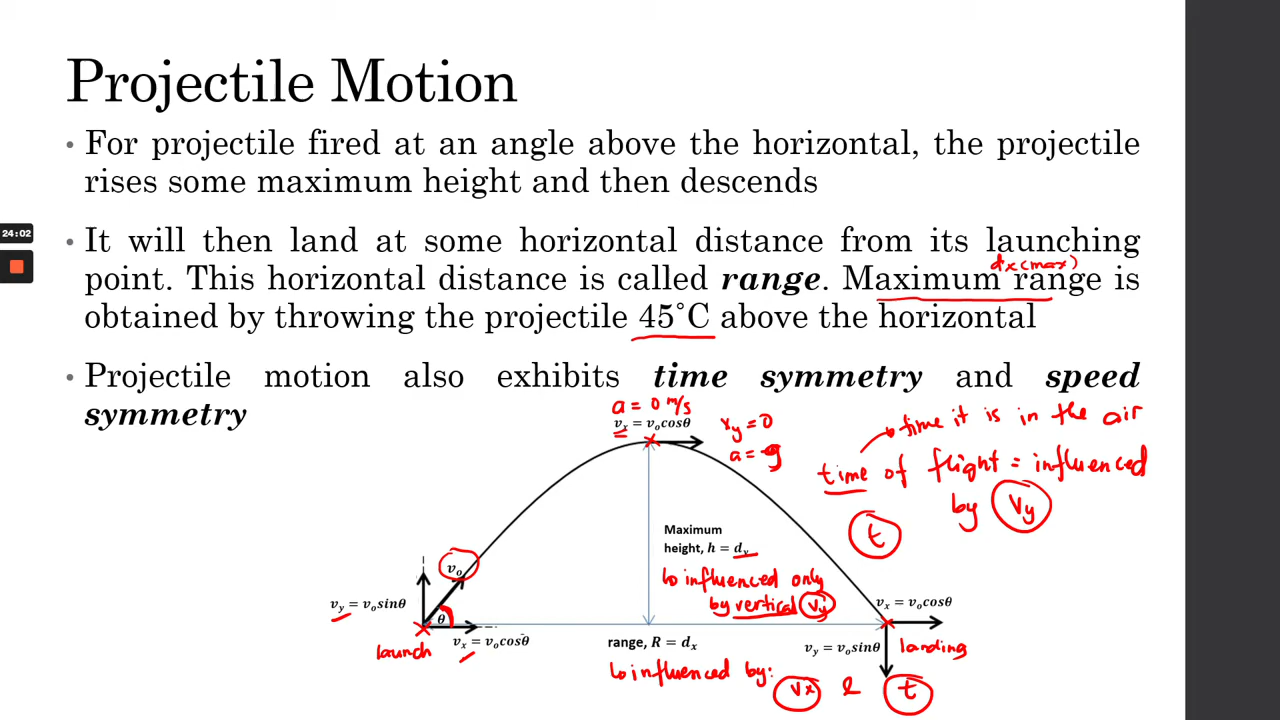 Projectile Motion
• For projectile fired at an angle above the horizontal, the projectile
rises some maximum height and then descends
• It will then land at some horizontal distance from its launching
point. This horizontal distance is called range. Maximum range is
dx(max)
obtained by throwing the projectile 45°C above the horizontal
• Projectile motion also exhibits time symmetry and speed
symmetry
24:02
a = 0 m/s
vₓ = vₒcosθ
vy = 0
a = -g
time it is in the air
time of flight = influenced
by vy
t
Maximum
height, h = dᵧ
influenced only
by vertical vy
vₒ
vᵧ = vₒsinθ
θ
vₓ = vₒcosθ
launch
range, R = dₓ
influenced by:
vx & t
vₓ = vₒcosθ
vᵧ = vₒsinθ
landing